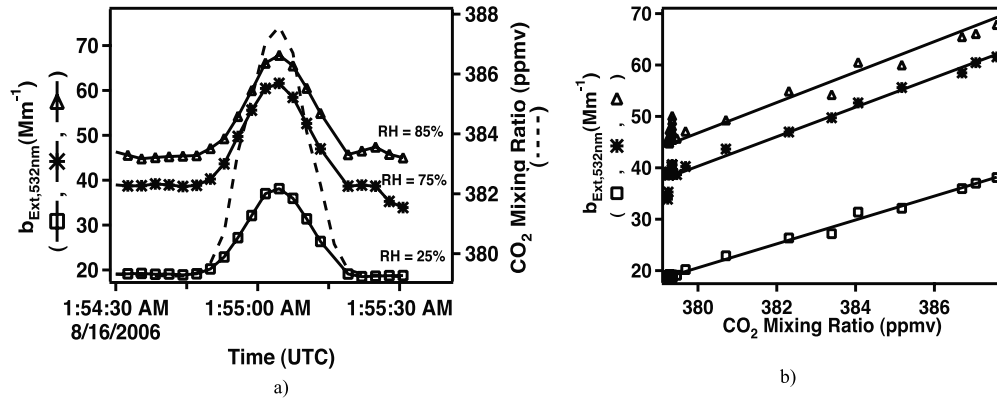 a)
b)
70
60
50
40
30
20
b_Ext,532nm(Mm⁻¹)
( , , )
388
386
384
382
380
CO₂ Mixing Ratio (ppmv)
(----)
RH = 85%
RH = 75%
RH = 25%
1:54:30 AM 1:55:00 AM 1:55:30 AM
8/16/2006
Time (UTC)
a)
70
60
50
40
30
20
b_Ext,532nm(Mm⁻¹)
( , , )
380 382 384 386
CO₂ Mixing Ratio (ppmv)
b)